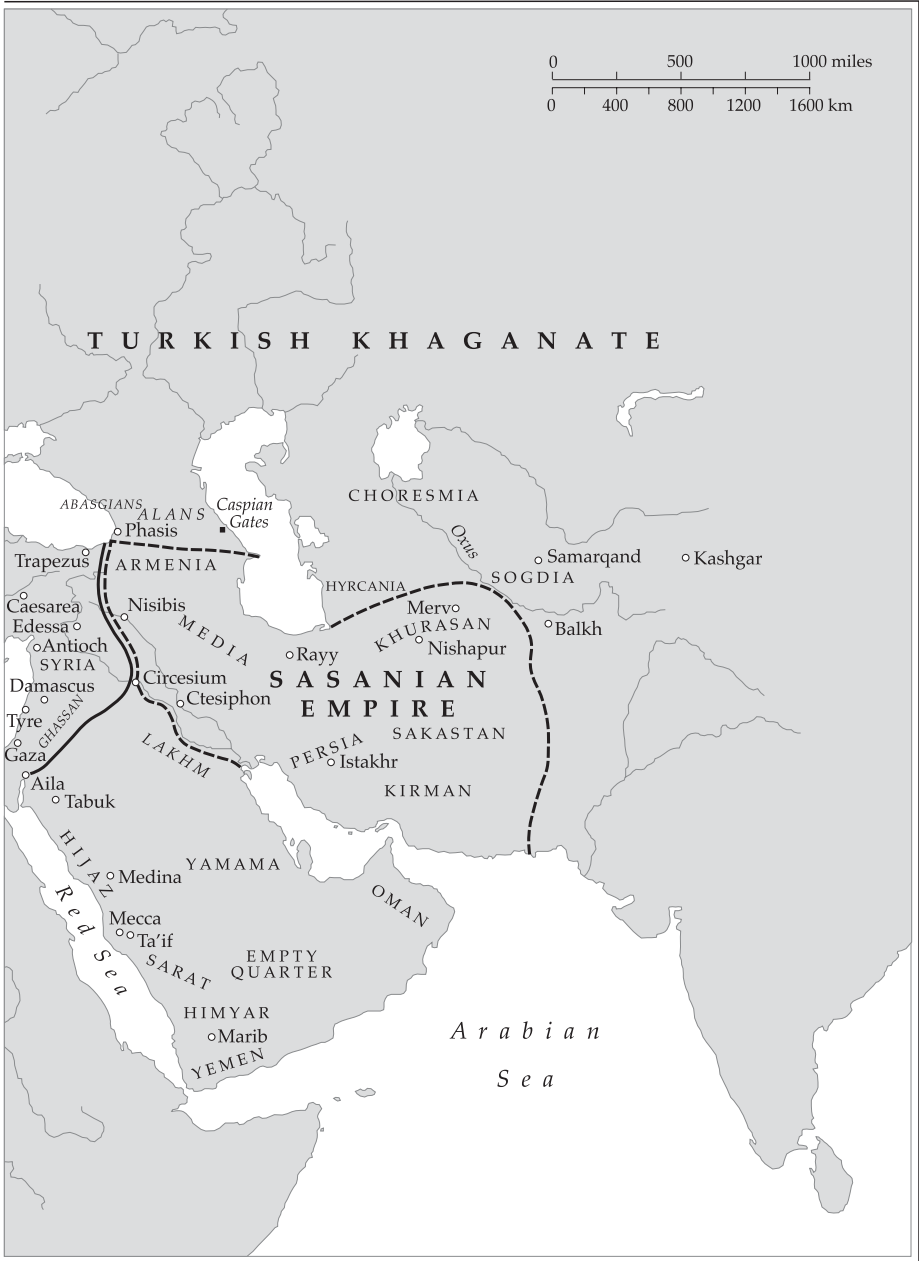 0 500 1000 miles
0 400 800 1200 1600 km
TURKISH KHAGANATE
ABASGIANS
ALANS
Caspian
Gates
CHORESMIA
Phasis
Oxus
Trapezus
ARMENIA
Samarqand
Kashgar
HYRCANIA
SOGDIA
Caesarea
Nisibis
Merv
Edessa
MEDIA
KHURASAN
Balkh
Antioch
Rayy
Nishapur
SYRIA
Circesium
SASANIAN
EMPIRE
Damascus
Ctesiphon
Tyre
GHASSAN
SAKASTAN
Gaza
LAKHM
PERSIA
Istakhr
Aila
KIRMAN
Tabuk
HIJAZ
YAMAMA
Medina
OMAN
Red Sea
Mecca
Ta'if
SARAT
EMPTY
QUARTER
HIMYAR
Marib
YEMEN
Arabian
Sea